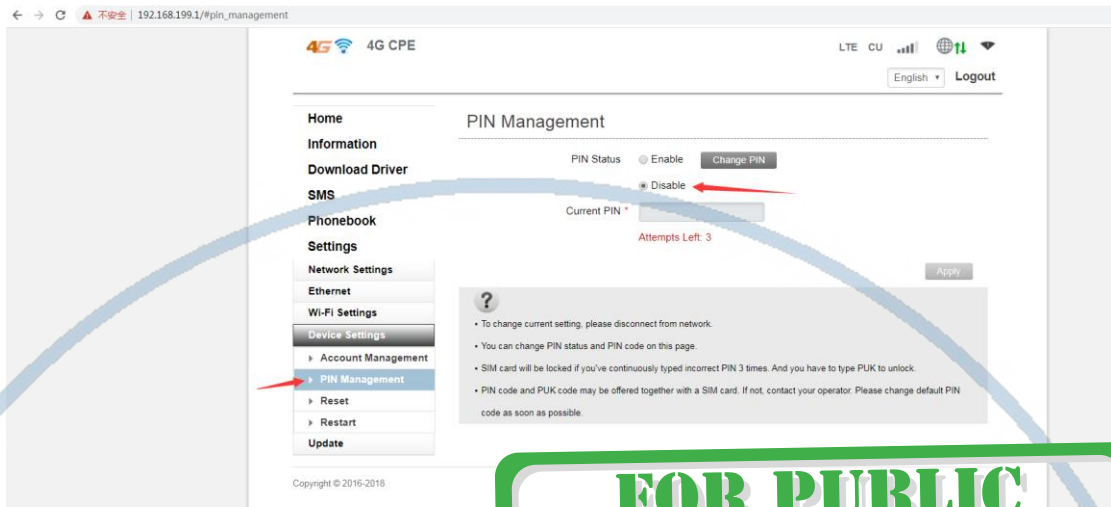 不安全 | 192.168.199.1/#pin_management
4G 4G CPE
LTE CU
English Logout
Home
Information
Download Driver
SMS
Phonebook
Settings
Network Settings
Ethernet
Wi-Fi Settings
Device Settings
Account Management
PIN Management
Reset
Restart
Update
PIN Management
PIN Status Enable Change PIN
Disable
Current PIN *
Attempts Left: 3
Apply
?
• To change current setting, please disconnect from network.
• You can change PIN status and PIN code on this page.
• SIM card will be locked if you've continuously typed incorrect PIN 3 times. And you have to type PUK to unlock.
• PIN code and PUK code may be offered together with a SIM card. If not, contact your operator. Please change default PIN
code as soon as possible.
Copyright © 2016-2018
FOR PUBLIC